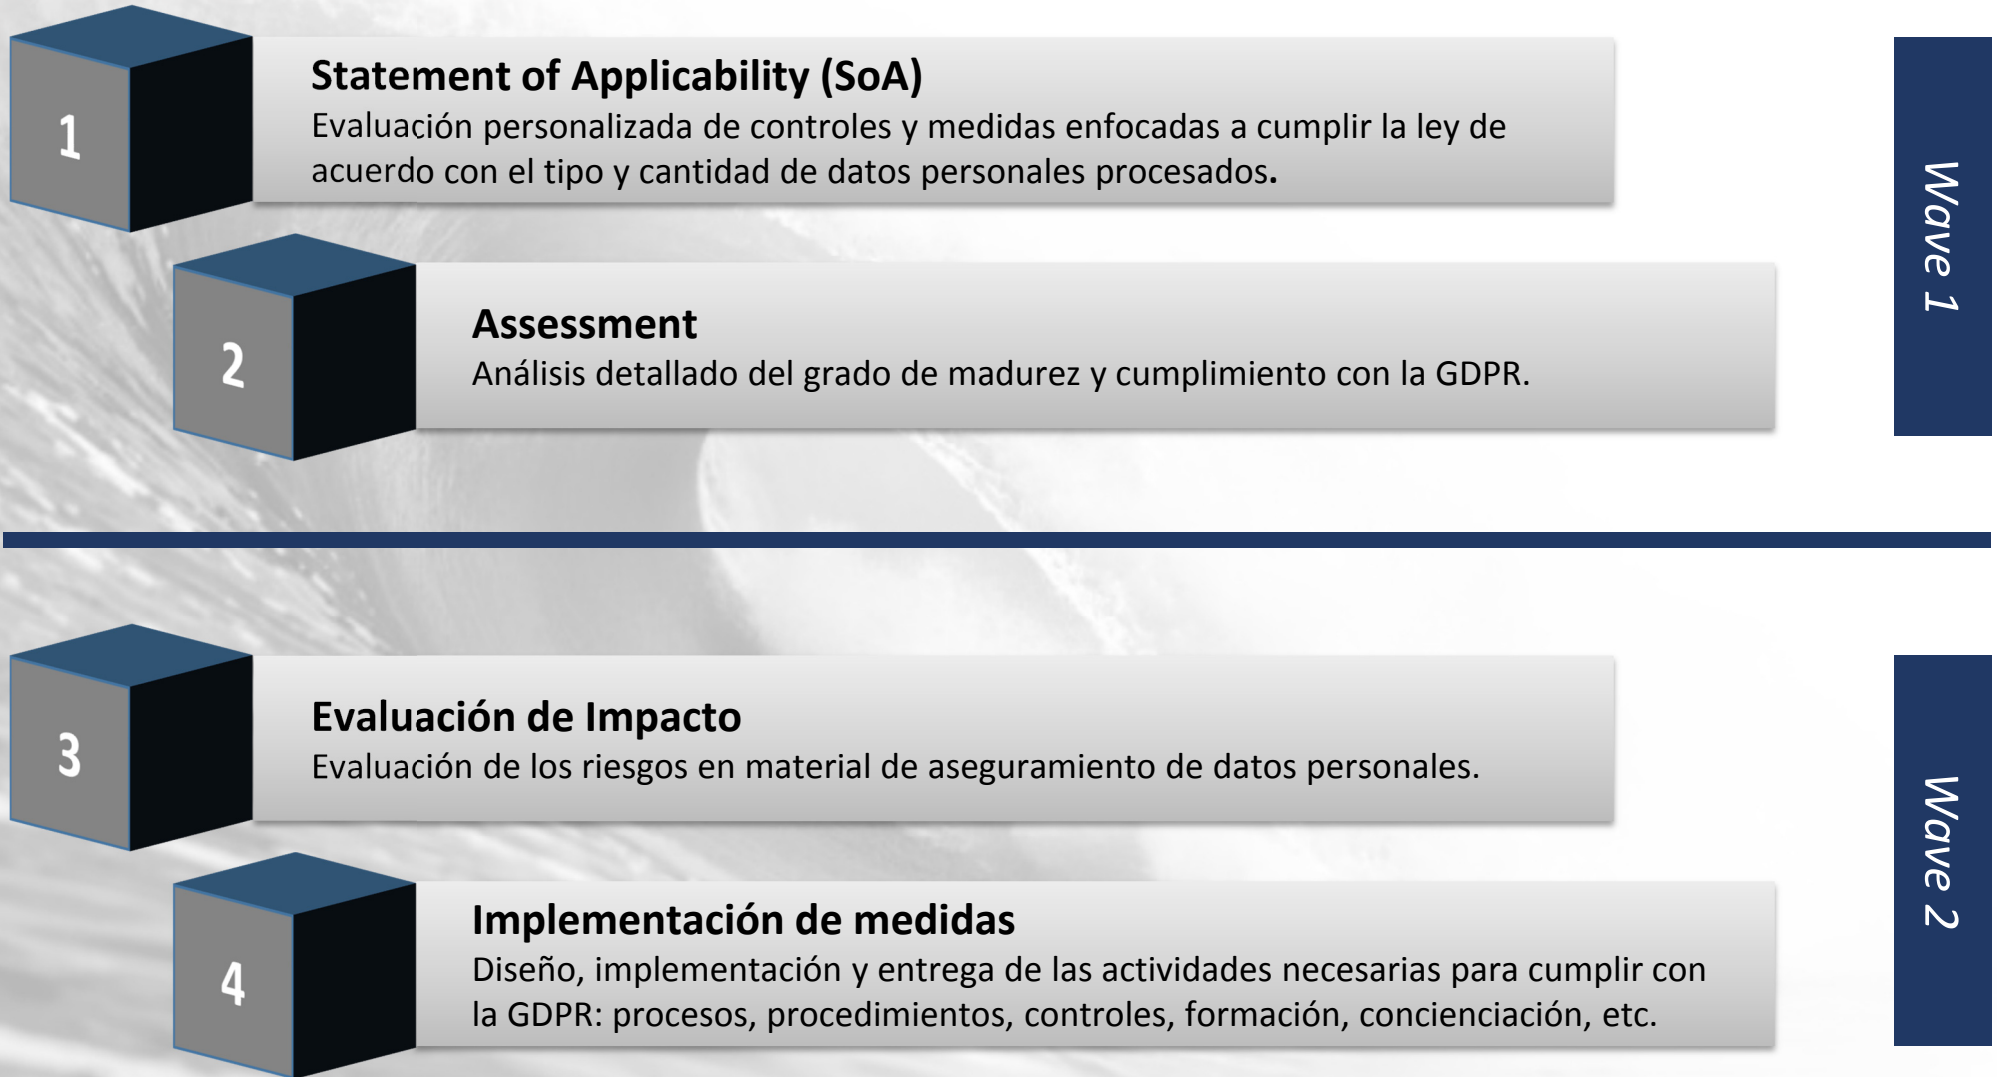 1
Statement of Applicability (SoA)
Evaluación personalizada de controles y medidas enfocadas a cumplir la ley de
acuerdo con el tipo y cantidad de datos personales procesados.
2
Assessment
Análisis detallado del grado de madurez y cumplimiento con la GDPR.
Wave 1
3
Evaluación de Impacto
Evaluación de los riesgos en material de aseguramiento de datos personales.
4
Implementación de medidas
Diseño, implementación y entrega de las actividades necesarias para cumplir con
la GDPR: procesos, procedimientos, controles, formación, concienciación, etc.
Wave 2